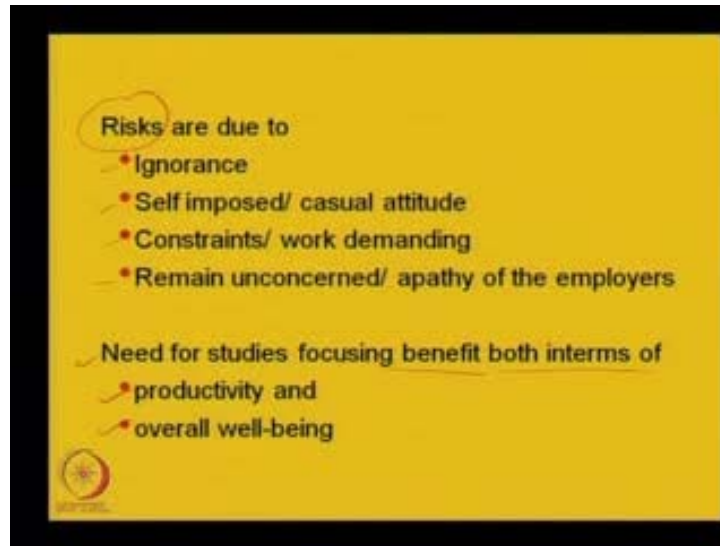 Risks are due to
•Ignorance
•Self imposed/ casual attitude
•Constraints/ work demanding
•Remain unconcerned/ apathy of the employers
Need for studies focusing benefit both interms of
•productivity and
•overall well-being
NPTEL